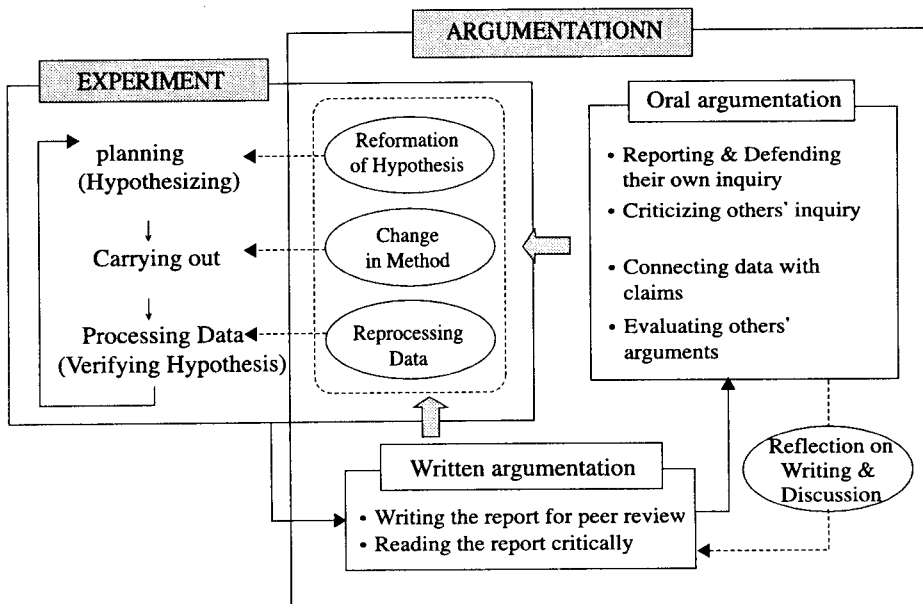 ARGUMENTATIONN
EXPERIMENT
planning
(Hypothesizing)
Carrying out
Processing Data
(Verifying Hypothesis)
Reformation
of Hypothesis
Change
in Method
Reprocessing
Data
Oral argumentation
• Reporting & Defending
their own inquiry
• Criticizing others' inquiry
• Connecting data with
claims
• Evaluating others'
arguments
Written argumentation
• Writing the report for peer review
• Reading the report critically
Reflection on
Writing &
Discussion